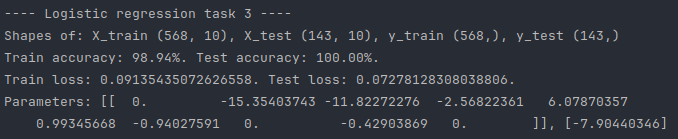 ---- Logistic regression task 3 ----
Shapes of: X_train (568, 10), X_test (143, 10), y_train (568,), y_test (143,)
Train accuracy: 98.94%. Test accuracy: 100.00%.
Train loss: 0.09135435072626558. Test loss: 0.07278128308038806.
Parameters: [[  0.         -15.35403743 -11.82272276  -2.56822361   6.07870357
    0.99345668  -0.94027591   0.          -0.42903869   0.        ]], [-7.90440346]